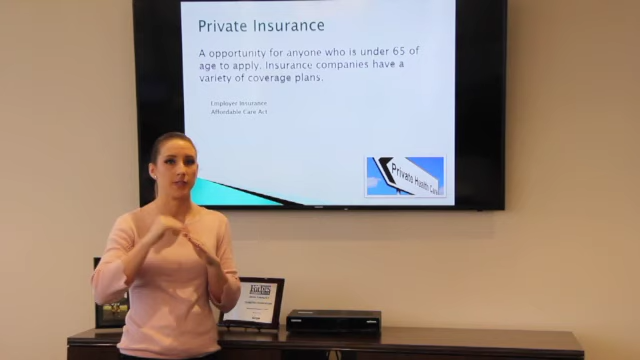 Private Insurance
A opportunity for anyone who is under 65 of
age to apply. Insurance companies have a
variety of coverage plans.
Employer Insurance
Affordable Care Act
Private Health